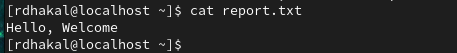 [rdhakal@localhost ~]$ cat report.txt
Hello, Welcome
[rdhakal@localhost ~]$